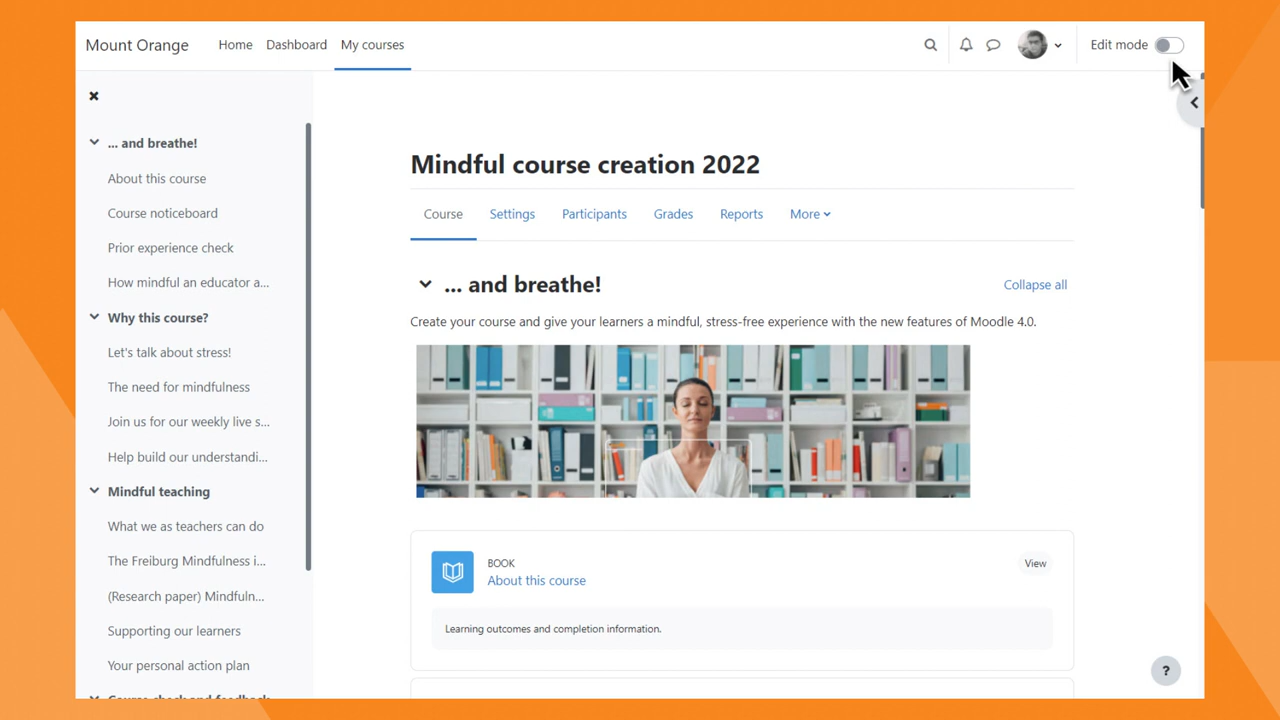 Mount Orange
Home
Dashboard
My courses
Edit mode
... and breathe!
About this course
Course noticeboard
Prior experience check
How mindful an educator a...
Why this course?
Let's talk about stress!
The need for mindfulness
Join us for our weekly live s...
Help build our understandi...
Mindful teaching
What we as teachers can do
The Freiburg Mindfulness i...
(Research paper) Mindfuln...
Supporting our learners
Your personal action plan
Course check and feedback
Mindful course creation 2022
Course
Settings
Participants
Grades
Reports
More
... and breathe!
Collapse all
Create your course and give your learners a mindful, stress-free experience with the new features of Moodle 4.0.
BOOK
About this course
View
Learning outcomes and completion information.
?